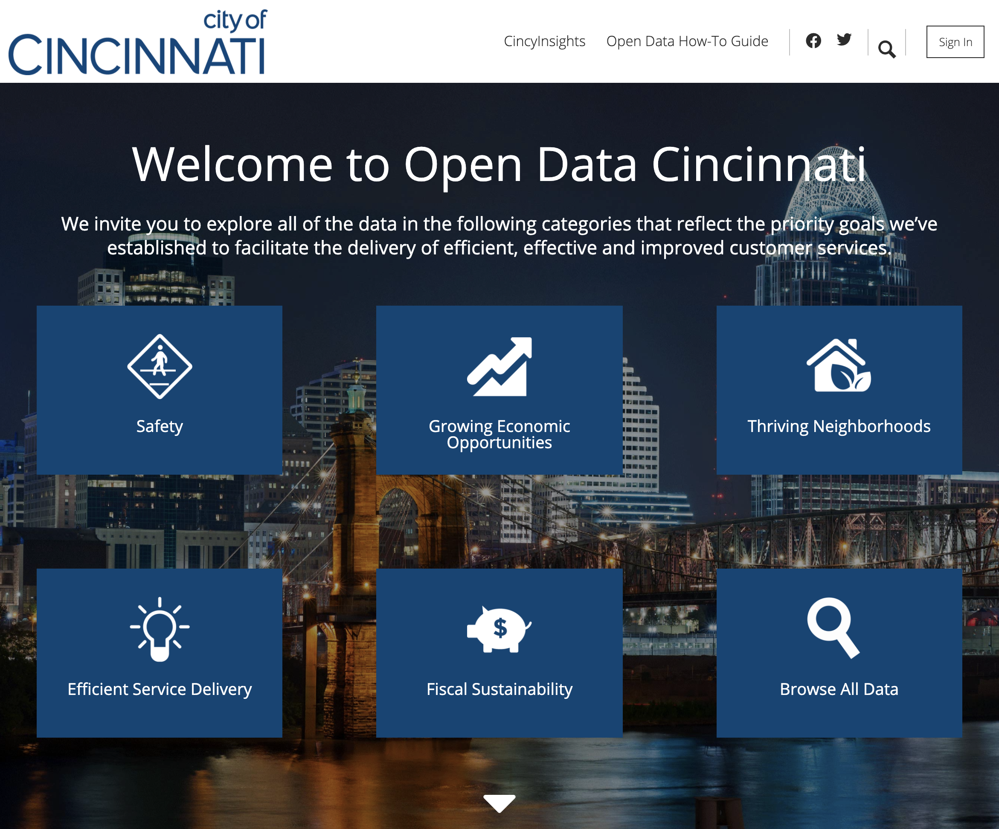 city of
CINCINNATI
CincyInsights
Open Data How-To Guide
Sign In
Welcome to Open Data Cincinnati
We invite you to explore all of the data in the following categories that reflect the priority goals we’ve
established to facilitate the delivery of efficient, effective and improved customer services.
Safety
Growing Economic
Opportunities
Thriving Neighborhoods
Efficient Service Delivery
$
Fiscal Sustainability
Browse All Data